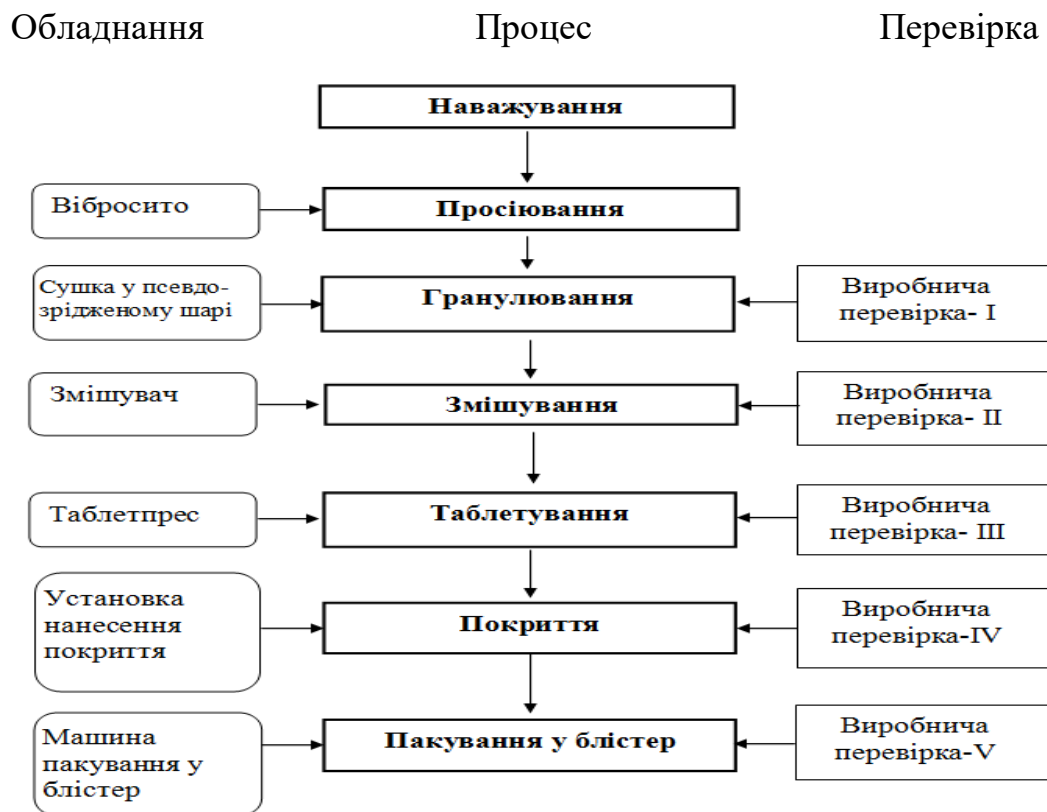 Обладнання Процес Перевірка
Наважування
Вібросито
Просіювання
Сушка у псевдо-
зрідженому шарі
Гранулювання
Виробнича
перевірка- I
Змішувач
Змішування
Виробнича
перевірка- II
Таблетпрес
Таблетування
Виробнича
перевірка- III
Установка
нанесення
покриття
Покриття
Виробнича
перевірка-IV
Машина
пакування у
блістер
Пакування у блістер
Виробнича
перевірка-V